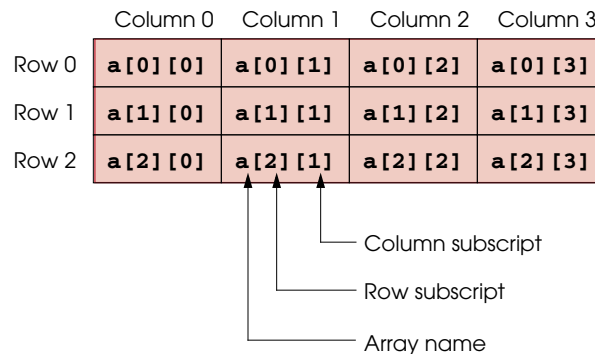 Column 0 Column 1 Column 2 Column 3
Row 0 a[0][0] a[0][1] a[0][2] a[0][3]
Row 1 a[1][0] a[1][1] a[1][2] a[1][3]
Row 2 a[2][0] a[2][1] a[2][2] a[2][3]
Column subscript
Row subscript
Array name